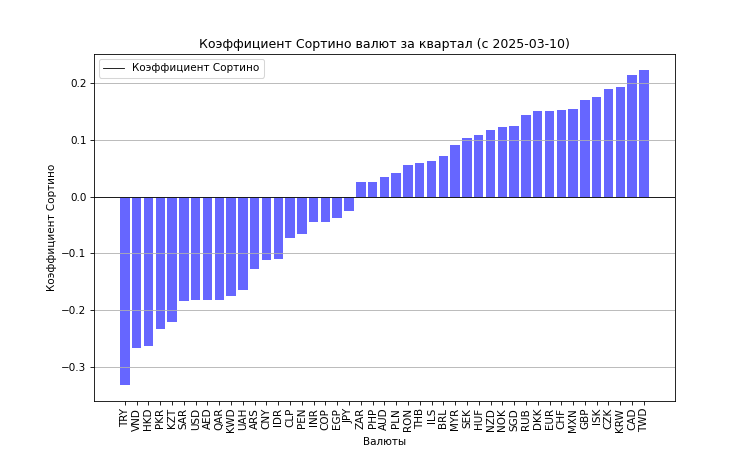 Коэффициент Сортино валют за квартал (с 2025-03-10)
Коэффициент Сортино
Коэффициент Сортино
0.2
0.1
0.0
−0.1
−0.2
−0.3
TRY VND HKD PKR KZT SAR USD AED QAR KWD UAH ARS CNY IDR CLP PEN INR COP EGP JPY ZAR PHP AUD PLN RON THB ILS BRL MYR SEK HUF NZD NOK SGD RUB DKK EUR CHF MXN GBP ISK CZK KRW CAD TWD
Валюты